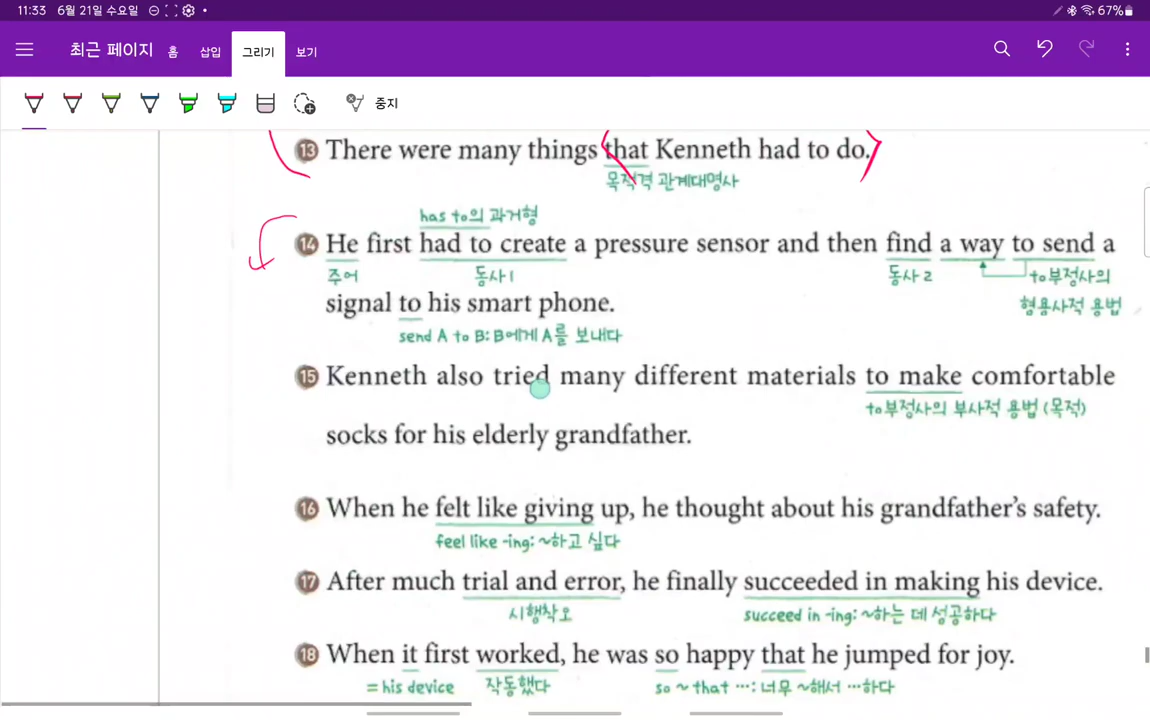 11:33 6월 21일 수요일 67%
최근 페이지 홈 삽입 그리기 보기
중지
13 There were many things that Kenneth had to do.
목적격 관계대명사
has to의 과거형
14 He first had to create a pressure sensor and then find a way to send a
주어 동사1 동사2 to부정사의
형용사적 용법
signal to his smart phone.
send A to B: B에게 A를 보내다
15 Kenneth also tried many different materials to make comfortable
to부정사의 부사적 용법 (목적)
socks for his elderly grandfather.
16 When he felt like giving up, he thought about his grandfather's safety.
feel like -ing: ~하고 싶다
17 After much trial and error, he finally succeeded in making his device.
시행착오 succeed in -ing: ~하는 데 성공하다
18 When it first worked, he was so happy that he jumped for joy.
= his device 작동했다 so ~ that …: 너무 ~해서 …하다